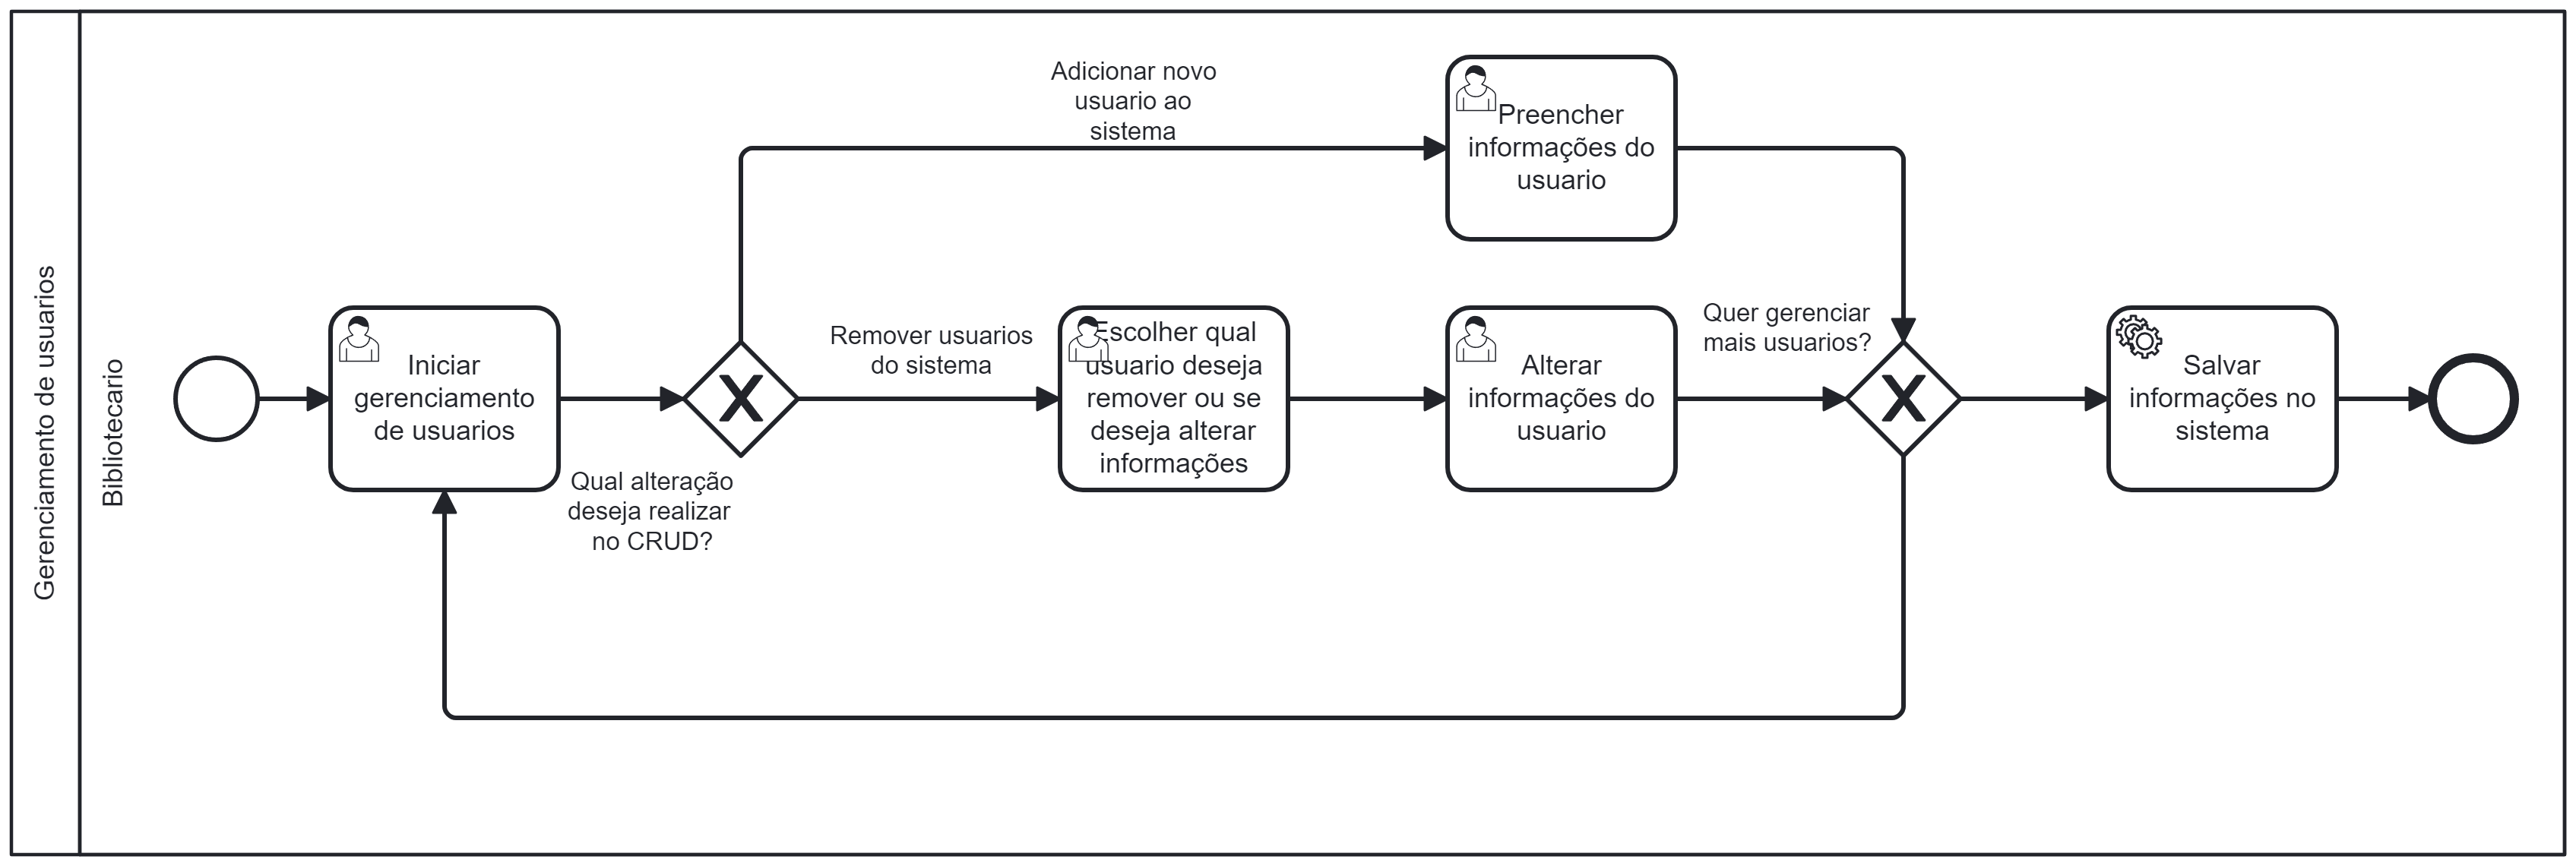 Gerenciamento de usuarios
Bibliotecario
Iniciar
gerenciamento
de usuarios
Qual alteração
deseja realizar
no CRUD?
Adicionar novo
usuario ao
sistema
Preencher
informações do
usuario
Remover usuarios
do sistema
Escolher qual
usuario deseja
remover ou se
deseja alterar
informações
Alterar
informações do
usuario
Quer gerenciar
mais usuarios?
Salvar
informações no
sistema